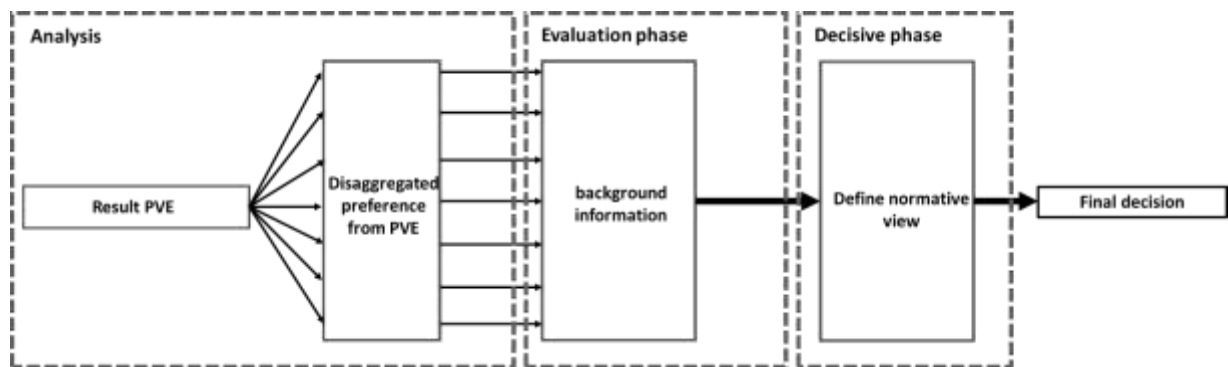 Analysis
Evaluation phase
Decisive phase
Result PVE
Disaggregated
preference
from PVE
background
information
Define normative
view
Final decision